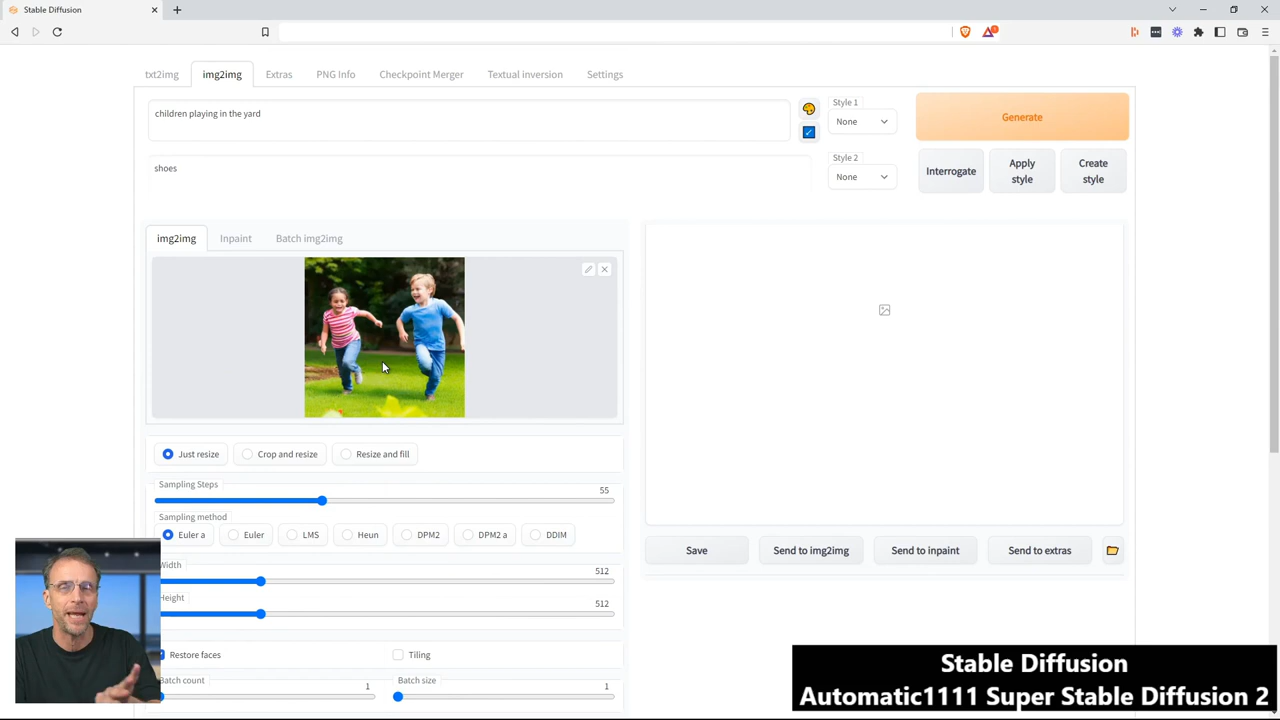 Stable Diffusion
txt2img
img2img
Extras
PNG Info
Checkpoint Merger
Textual inversion
Settings
children playing in the yard
Style 1
None
Generate
shoes
Style 2
None
Interrogate
Apply
style
Create
style
img2img
Inpaint
Batch img2img
Just resize
Crop and resize
Resize and fill
Sampling Steps
55
Sampling method
Euler a
Euler
LMS
Heun
DPM2
DPM2 a
DDIM
Save
Send to img2img
Send to inpaint
Send to extras
Width
512
Height
512
Restore faces
Tiling
Batch count
1
Batch size
1
Stable Diffusion
Automatic1111 Super Stable Diffusion 2